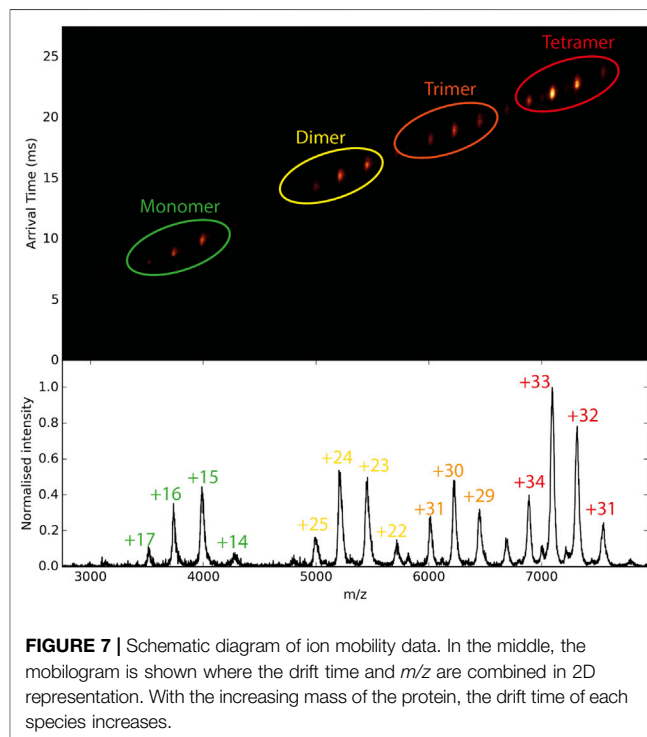 Tetramer
Trimer
Dimer
Monomer
Arrival Time (ms)
25
20
15
10
5
0
Normalised intensity
1.0
0.8
0.6
0.4
0.2
0.0
+17
+16
+15
+14
+25
+24
+23
+22
+31
+30
+29
+34
+33
+32
+31
3000 4000 5000 6000 7000
m/z
FIGURE 7 | Schematic diagram of ion mobility data. In the middle, the
mobilogram is shown where the drift time and m/z are combined in 2D
representation. With the increasing mass of the protein, the drift time of each
species increases.